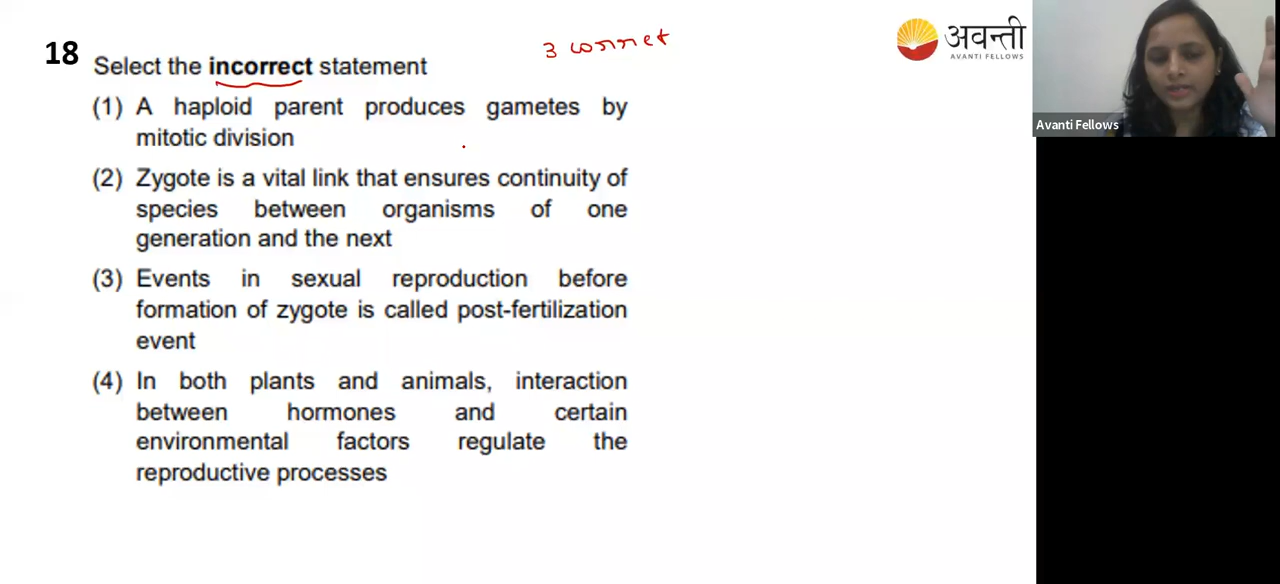 3 correct
अवन्ती
AVANTI FELLOWS
18
Select the incorrect statement
(1) A haploid parent produces gametes by
mitotic division
(2) Zygote is a vital link that ensures continuity of
species between organisms of one
generation and the next
(3) Events in sexual reproduction before
formation of zygote is called post-fertilization
event
(4) In both plants and animals, interaction
between hormones and certain
environmental factors regulate the
reproductive processes
Avanti Fellows